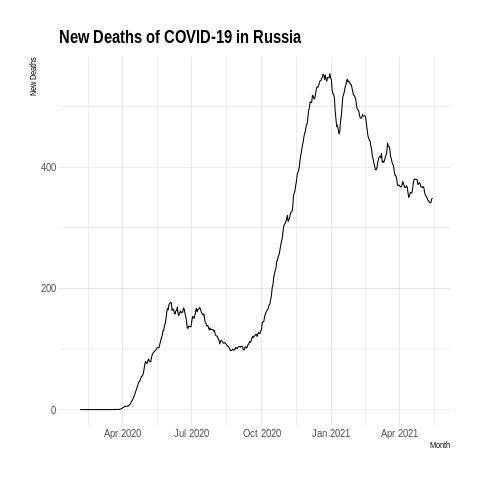 New Deaths of COVID-19 in Russia
New Deaths
400
200
0
Apr 2020
Jul 2020
Oct 2020
Jan 2021
Apr 2021
Month